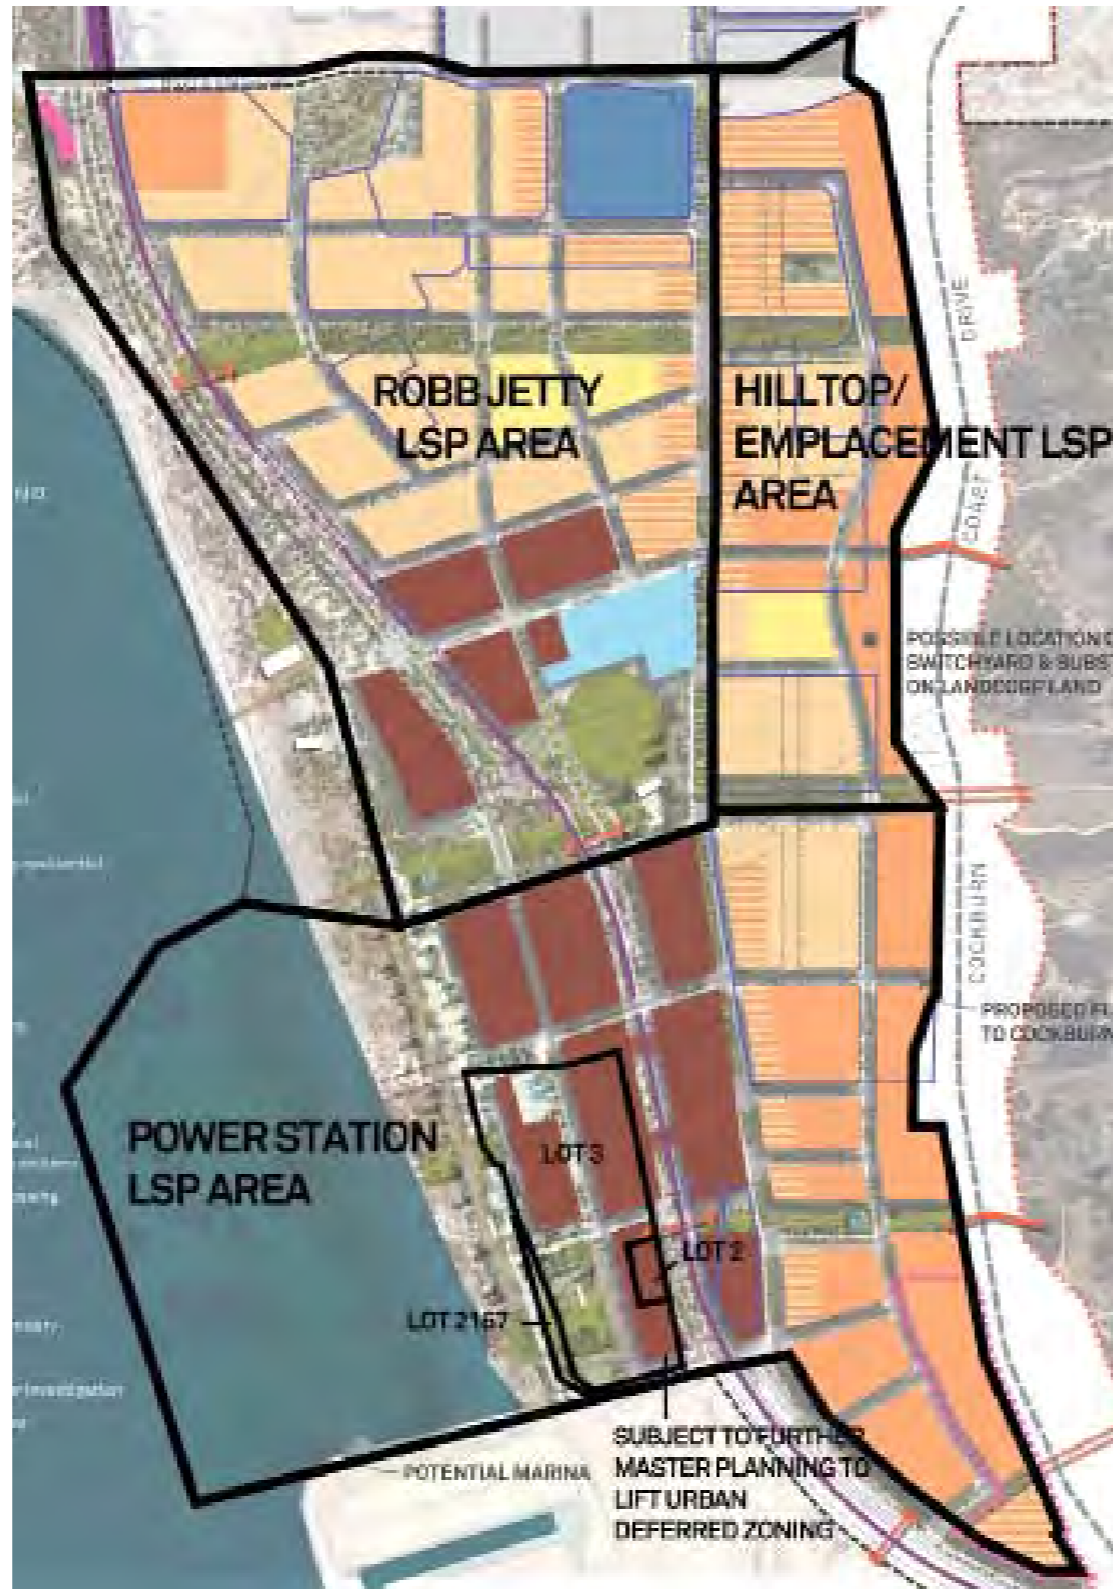 DRIVE
ROBB JETTY
LSP AREA
HILLTOP/
EMPLACEMENT LSP
AREA
COAST
POSSIBLE LOCATION
SWITCHYARD & SUBST
ON LANDCORP LAND
COCKBURN
PROPOSED
TO COCKBURN
POWER STATION
LSP AREA
LOT 3
LOT 2
LOT 2167
POTENTIAL MARINA
SUBJECT TO FURTHER
MASTER PLANNING TO
LIFT URBAN
DEFERRED ZONING